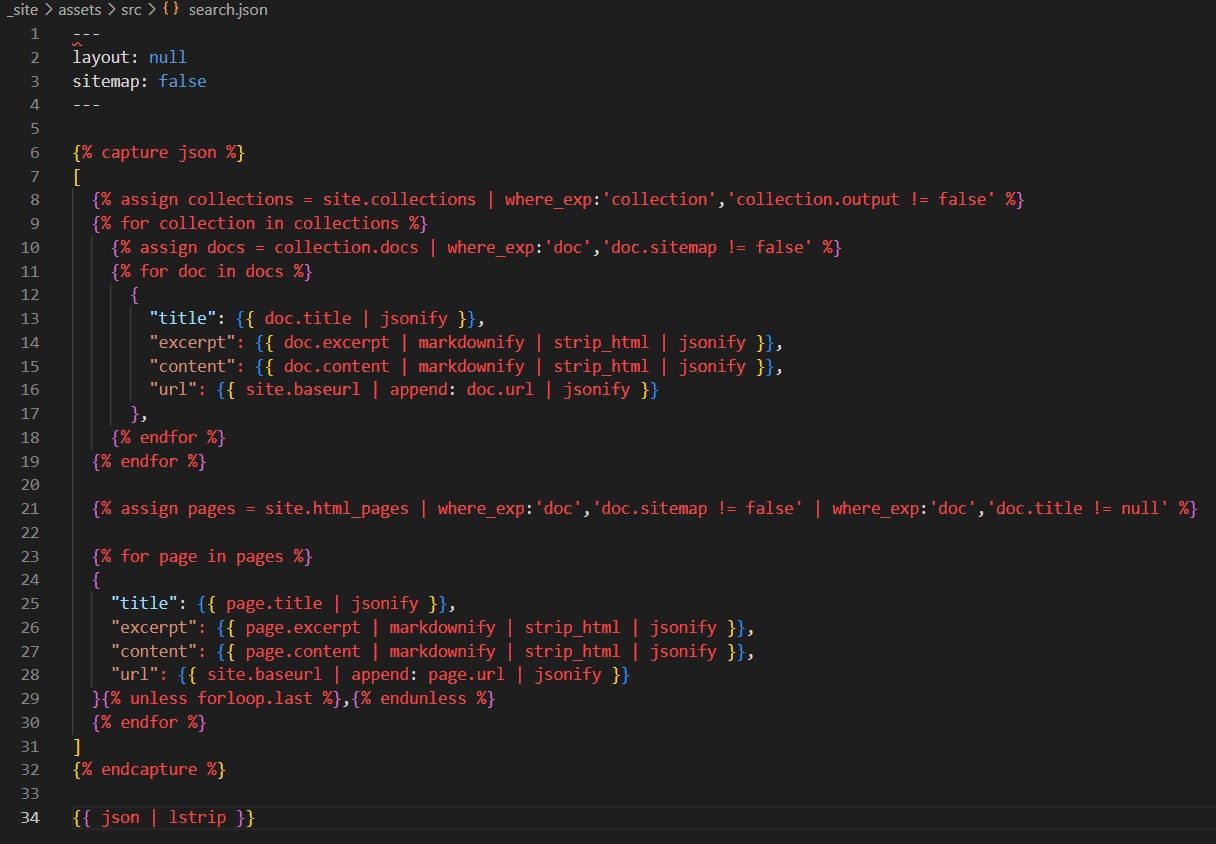 _site > assets > src > {} search.json
1 ---
2 layout: null
3 sitemap: false
4 ---
5
6 {% capture json %}
7 [
8   {% assign collections = site.collections | where_exp:'collection','collection.output != false' %}
9   {% for collection in collections %}
10     {% assign docs = collection.docs | where_exp:'doc','doc.sitemap != false' %}
11     {% for doc in docs %}
12       {
13         "title": {{ doc.title | jsonify }},
14         "excerpt": {{ doc.excerpt | markdownify | strip_html | jsonify }},
15         "content": {{ doc.content | markdownify | strip_html | jsonify }},
16         "url": {{ site.baseurl | append: doc.url | jsonify }}
17       },
18     {% endfor %}
19   {% endfor %}
20
21   {% assign pages = site.html_pages | where_exp:'doc','doc.sitemap != false' | where_exp:'doc','doc.title != null' %}
22
23   {% for page in pages %}
24   {
25     "title": {{ page.title | jsonify }},
26     "excerpt": {{ page.excerpt | markdownify | strip_html | jsonify }},
27     "content": {{ page.content | markdownify | strip_html | jsonify }},
28     "url": {{ site.baseurl | append: page.url | jsonify }}
29   }{% unless forloop.last %},{% endunless %}
30   {% endfor %}
31 ]
32 {% endcapture %}
33
34 {{ json | lstrip }}